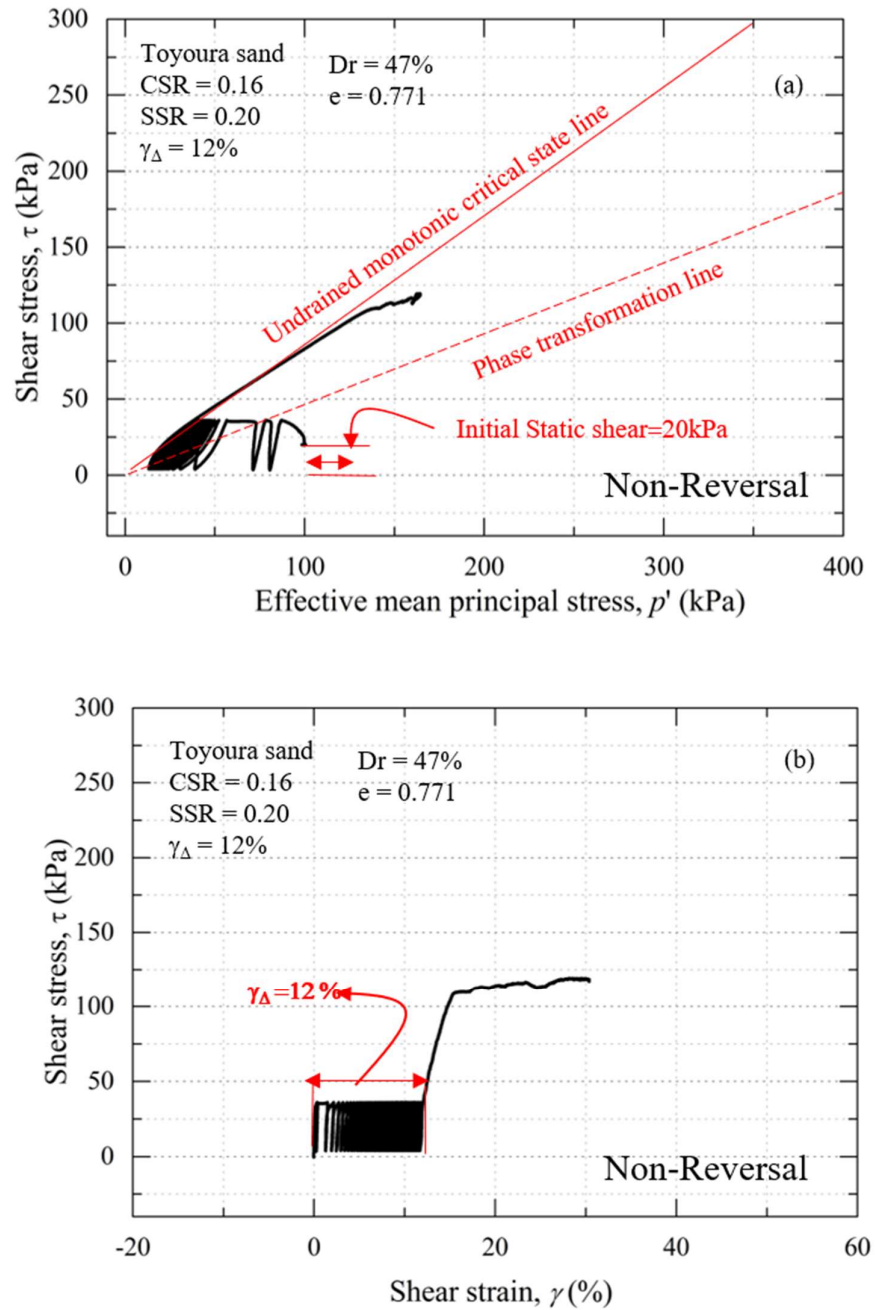 300
250
200
150
100
50
0
Shear stress, τ (kPa)
Toyoura sand
CSR = 0.16
SSR = 0.20
γΔ = 12%
Dr = 47%
e = 0.771
(a)
Undrained monotonic critical state line
Phase transformation line
Initial Static shear=20kPa
Non-Reversal
0 100 200 300 400
Effective mean principal stress, p' (kPa)
300
250
200
150
100
50
0
Shear stress, τ (kPa)
Toyoura sand
CSR = 0.16
SSR = 0.20
γΔ = 12%
Dr = 47%
e = 0.771
(b)
γΔ=12%
Non-Reversal
-20 0 20 40 60
Shear strain, γ (%)